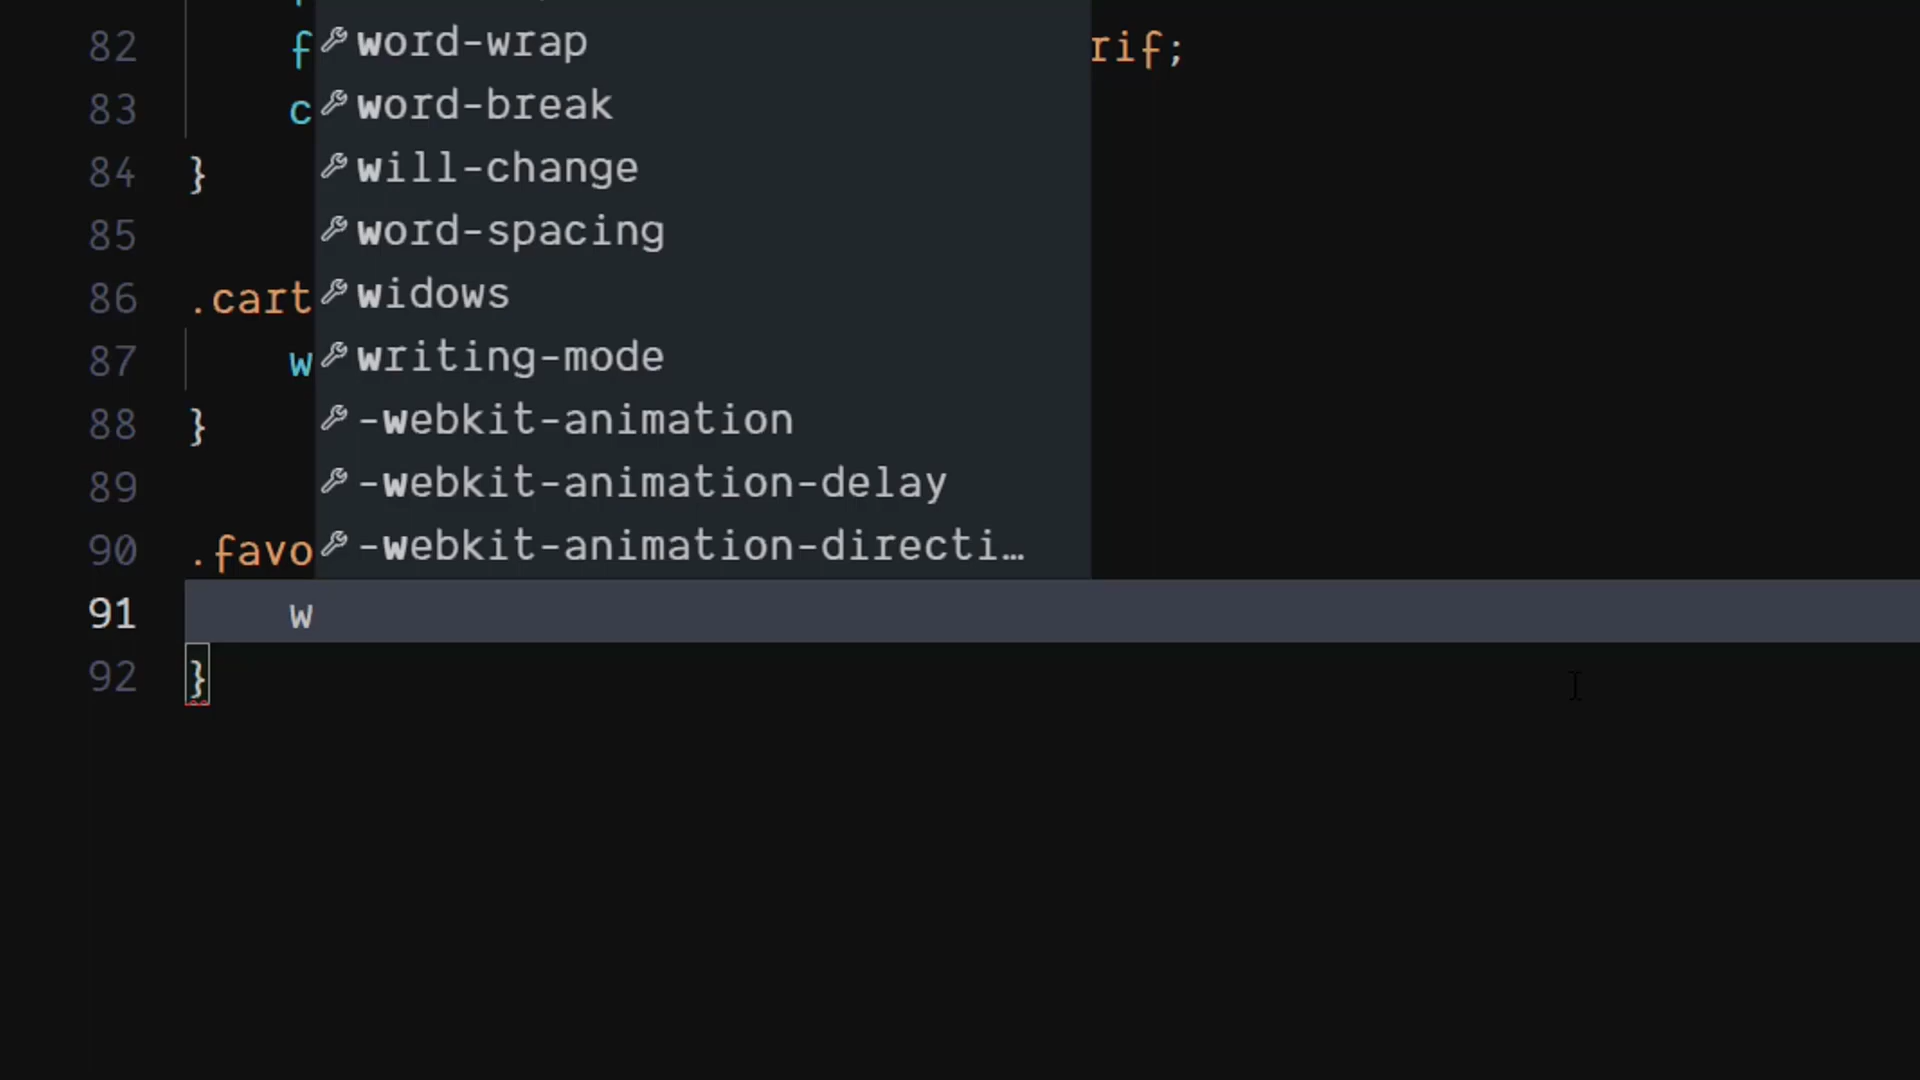 82 f word-wrap rif;
83 c word-break
84 } will-change
85 word-spacing
86 .cart widows
87 w writing-mode
88 } -webkit-animation
89 -webkit-animation-delay
90 .favo -webkit-animation-directi…
91 w
92 }